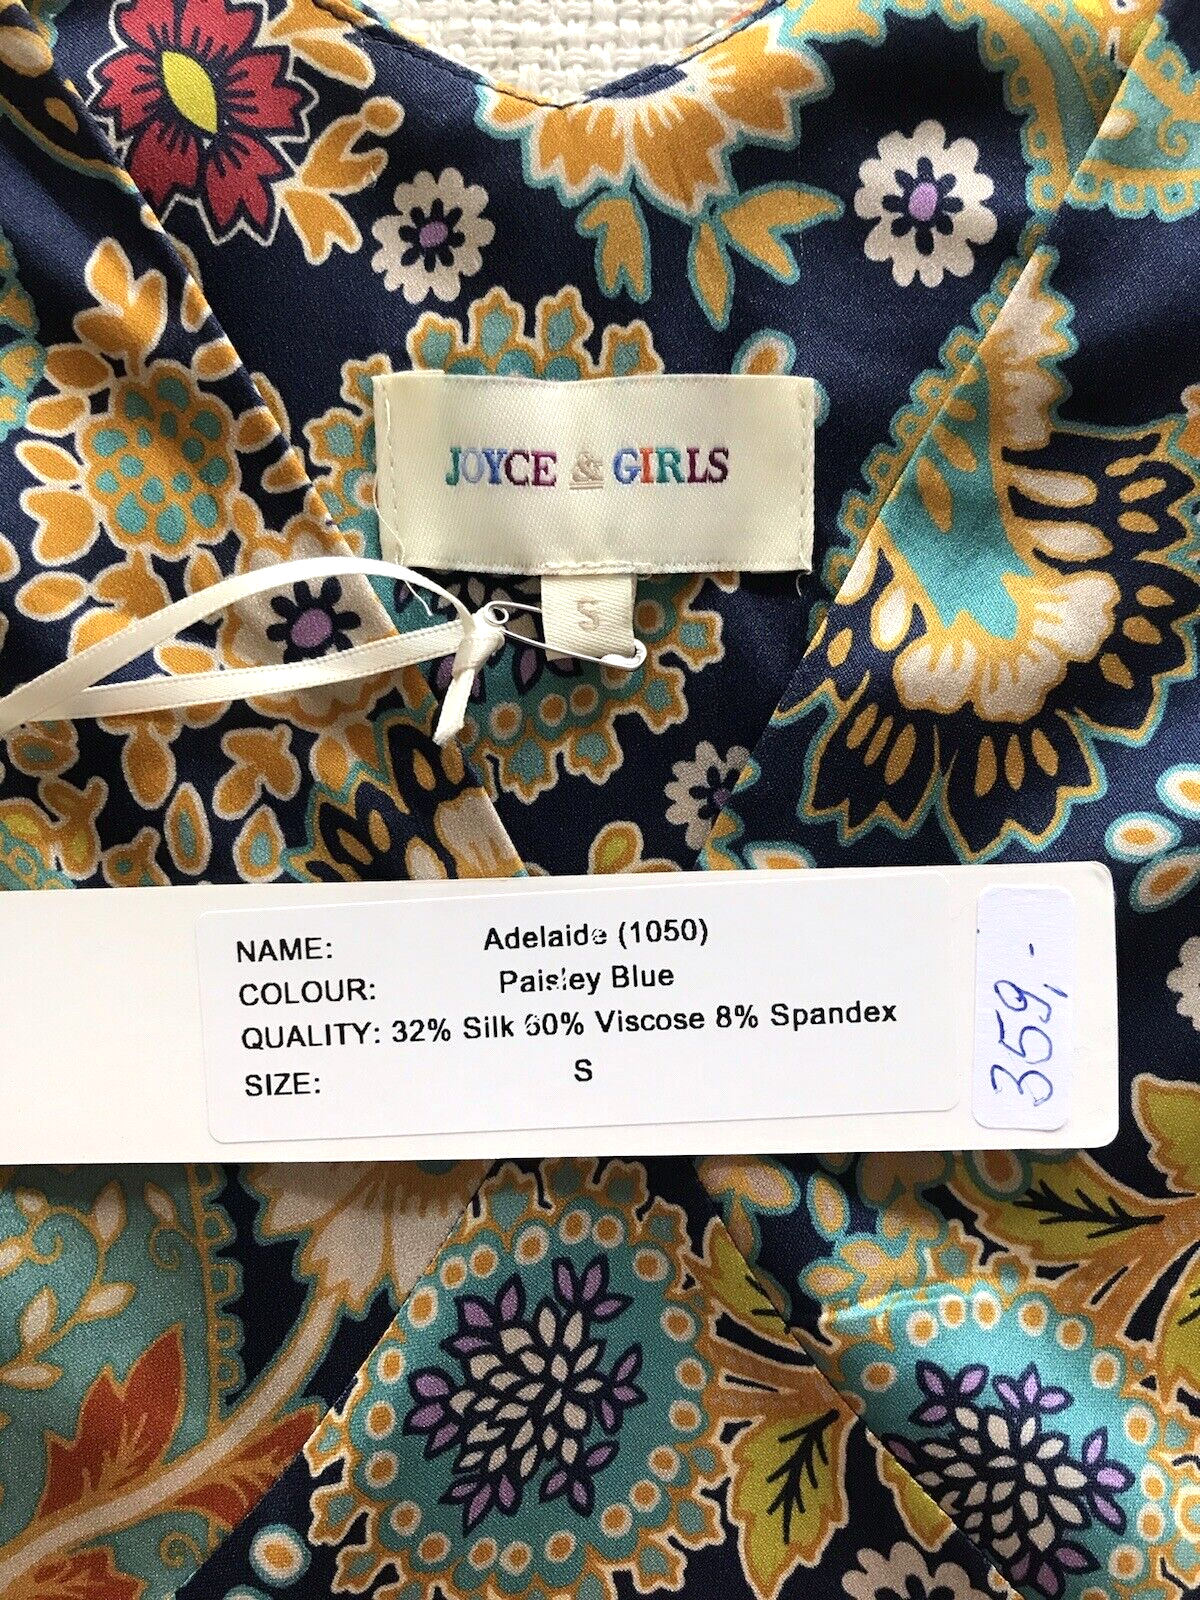 JOYCE & GIRLS
S
NAME: Adelaide (1050)
COLOUR: Paisley Blue
QUALITY: 32% Silk 60% Viscose 8% Spandex
SIZE: S
359,-